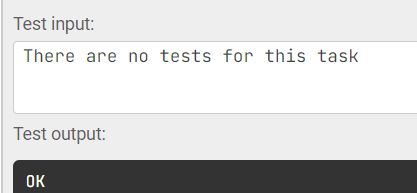 Test input:
There are no tests for this task
Test output:
OK